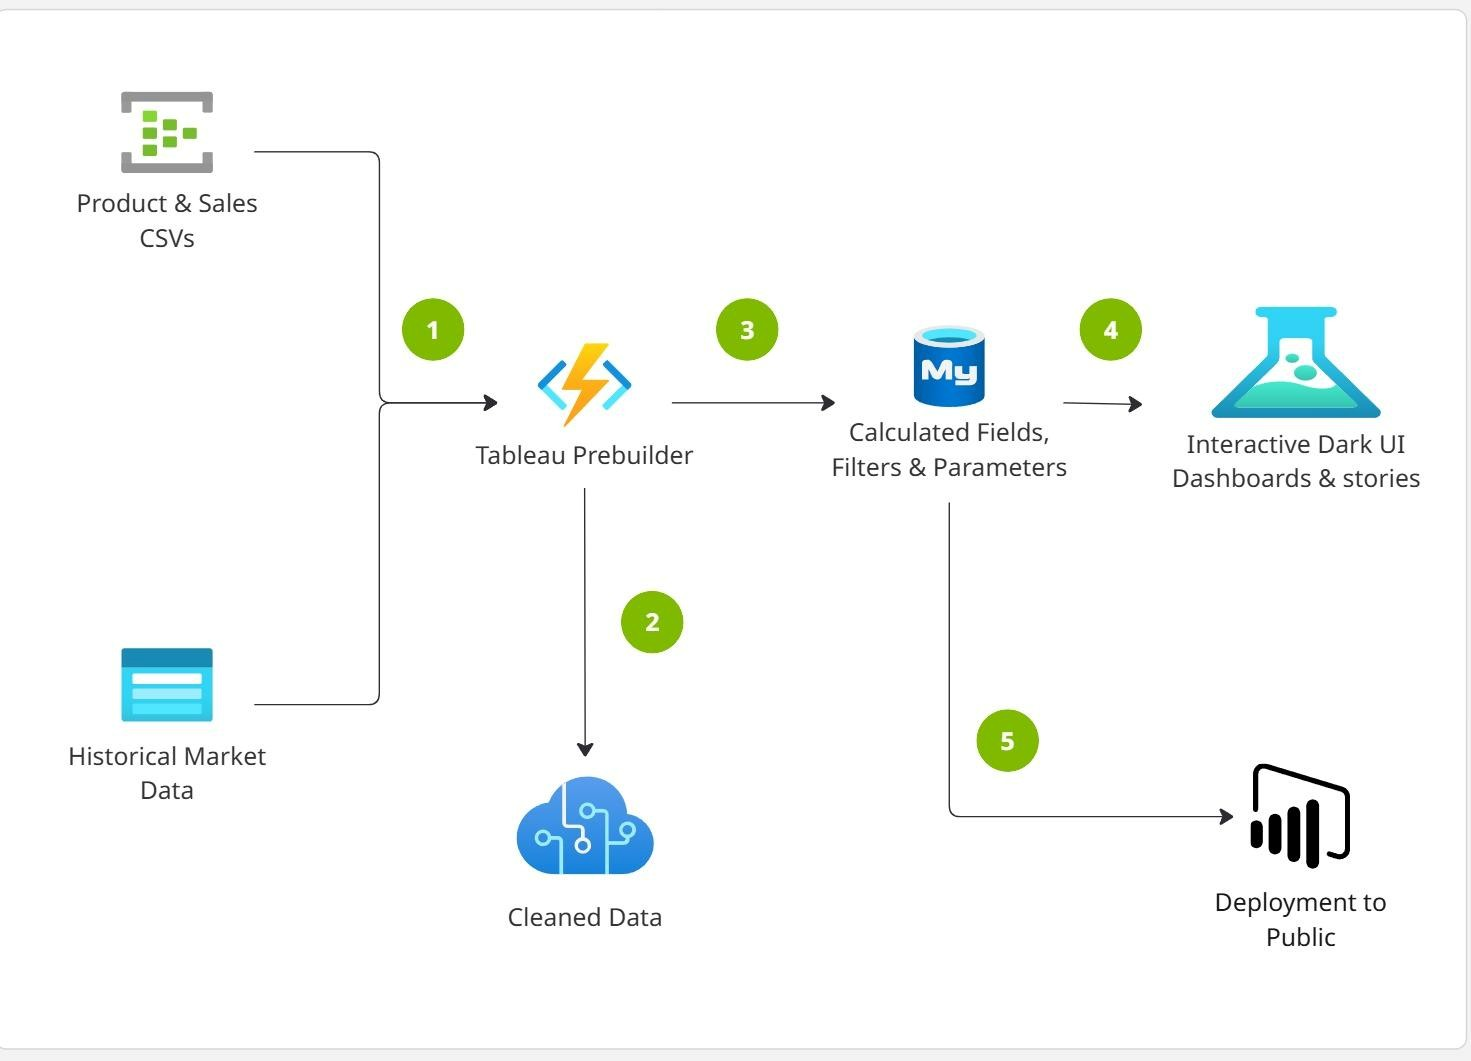 Product & Sales
CSVs
1
3
4
My
Tableau Prebuilder
Calculated Fields,
Filters & Parameters
Interactive Dark UI
Dashboards & stories
2
5
Historical Market
Data
Cleaned Data
Deployment to
Public